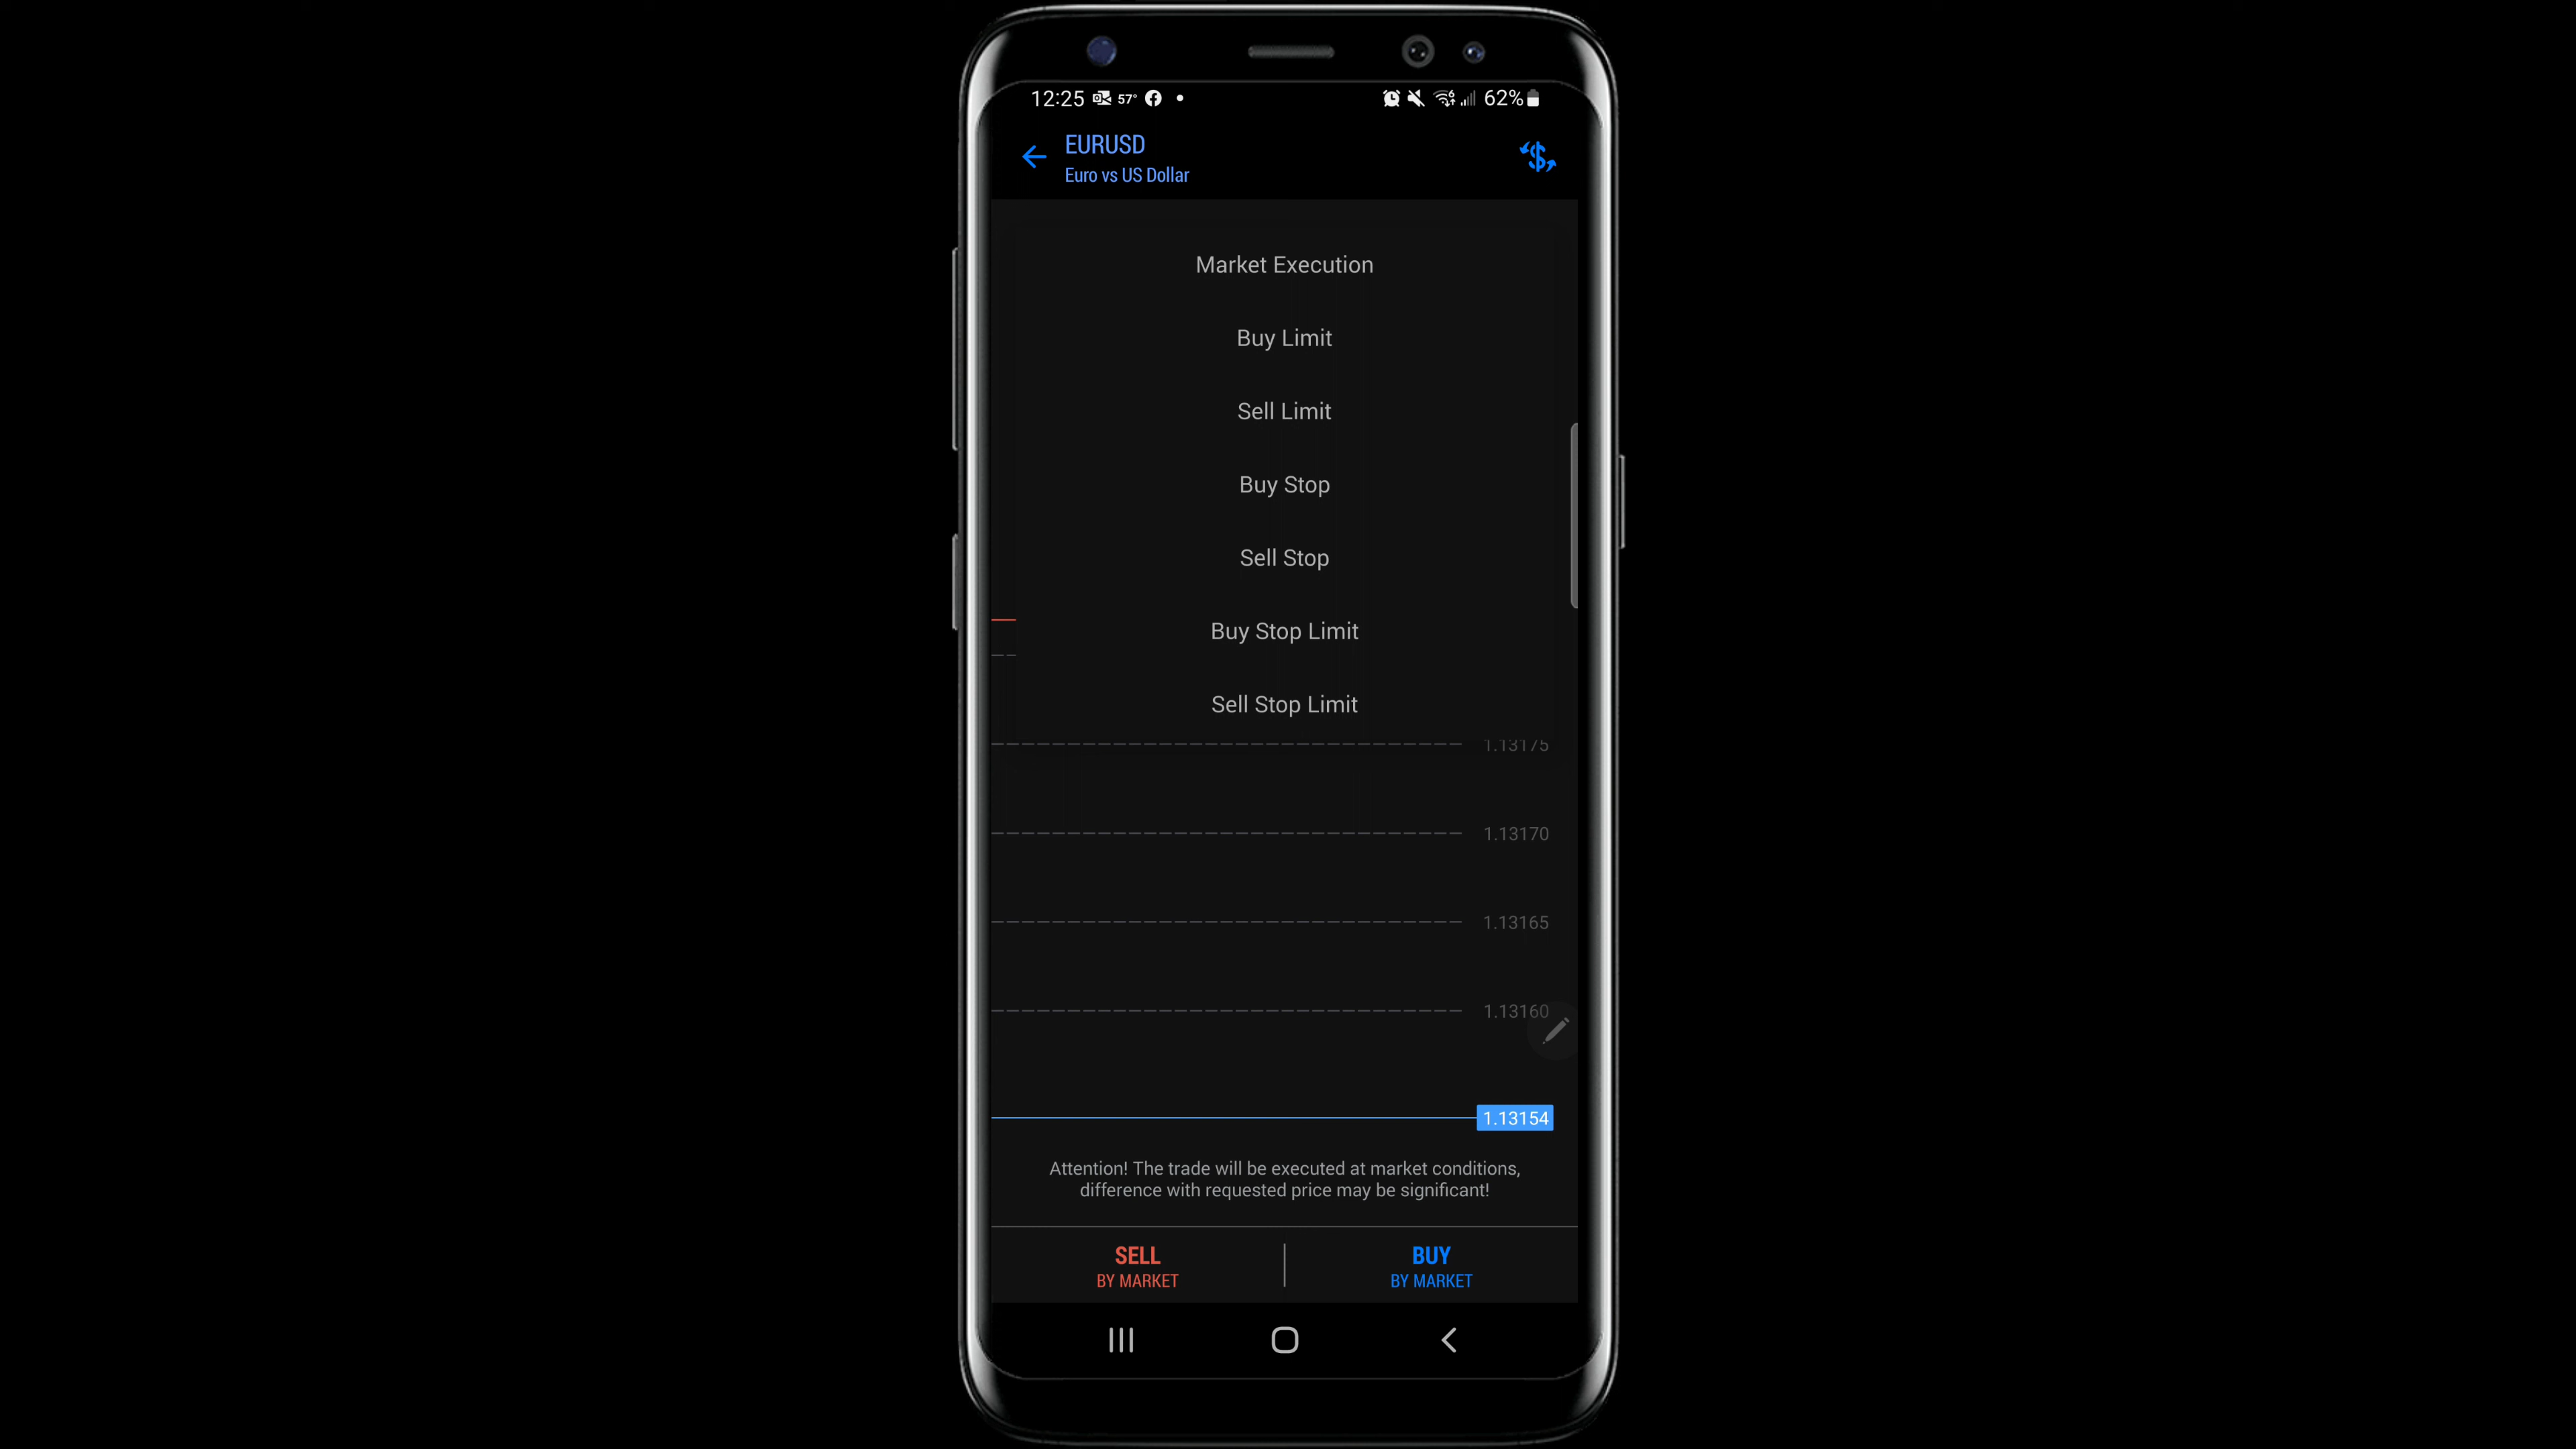 12:25 57° 62%
EURUSD
Euro vs US Dollar
Market Execution
Buy Limit
Sell Limit
Buy Stop
Sell Stop
Buy Stop Limit
Sell Stop Limit
1.13175
1.13170
1.13165
1.13160
1.13154
Attention! The trade will be executed at market conditions,
difference with requested price may be significant!
SELL
BY MARKET
BUY
BY MARKET